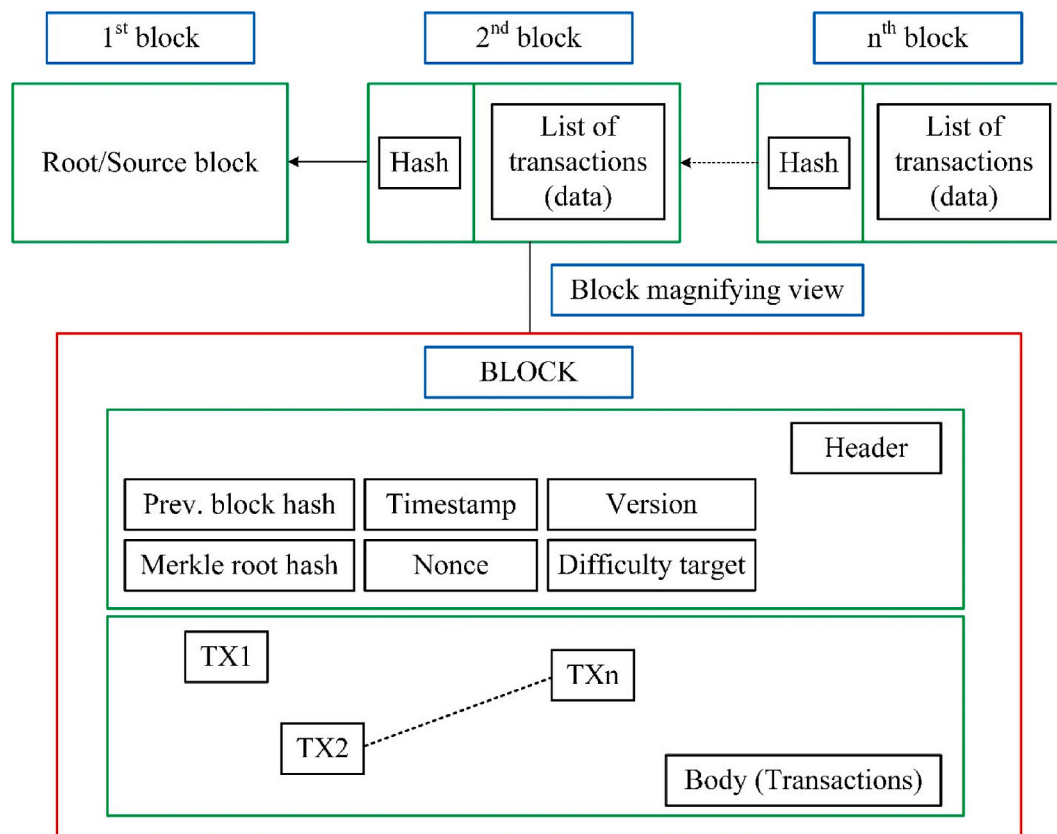 1st block
2nd block
nth block
Root/Source block
Hash
List of
transactions
(data)
Hash
List of
transactions
(data)
Block magnifying view
BLOCK
Header
Prev. block hash
Timestamp
Version
Merkle root hash
Nonce
Difficulty target
TX1
TXn
TX2
Body (Transactions)